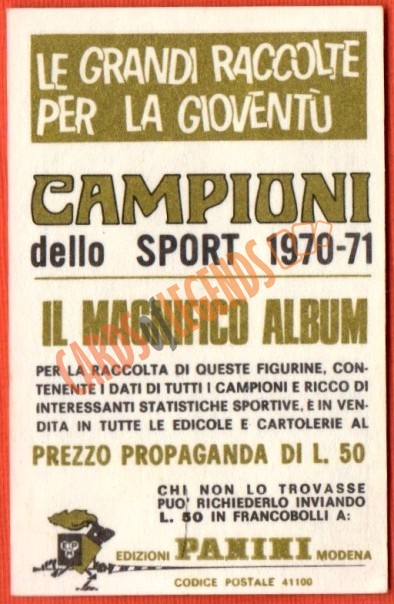 LE GRANDI RACCOLTE
PER LA GIOVENTÙ
CAMPIONI
dello SPORT 1970-71
IL MAGNIFICO ALBUM
PER LA RACCOLTA DI QUESTE FIGURINE, CON-
TENENTE I DATI DI TUTTI I CAMPIONI E RICCO DI
INTERESSANTI STATISTICHE SPORTIVE, È IN VEN-
DITA IN TUTTE LE EDICOLE E CARTOLERIE AL
PREZZO PROPAGANDA DI L. 50
CHI NON LO TROVASSE
PUO' RICHIEDERLO INVIANDO
L. 50 IN FRANCOBOLLI A:
EDIZIONI PANINI MODENA
CODICE POSTALE 41100
CARDS OF LEGENDS